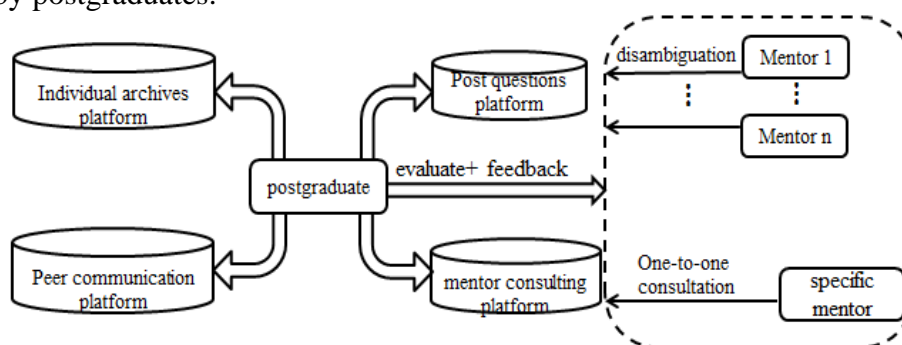 by postgraduates.
Individual archives
platform
Post questions
platform
disambiguation
Mentor 1
Mentor n
postgraduate
evaluate+ feedback
Peer communication
platform
mentor consulting
platform
One-to-one
consultation
specific
mentor